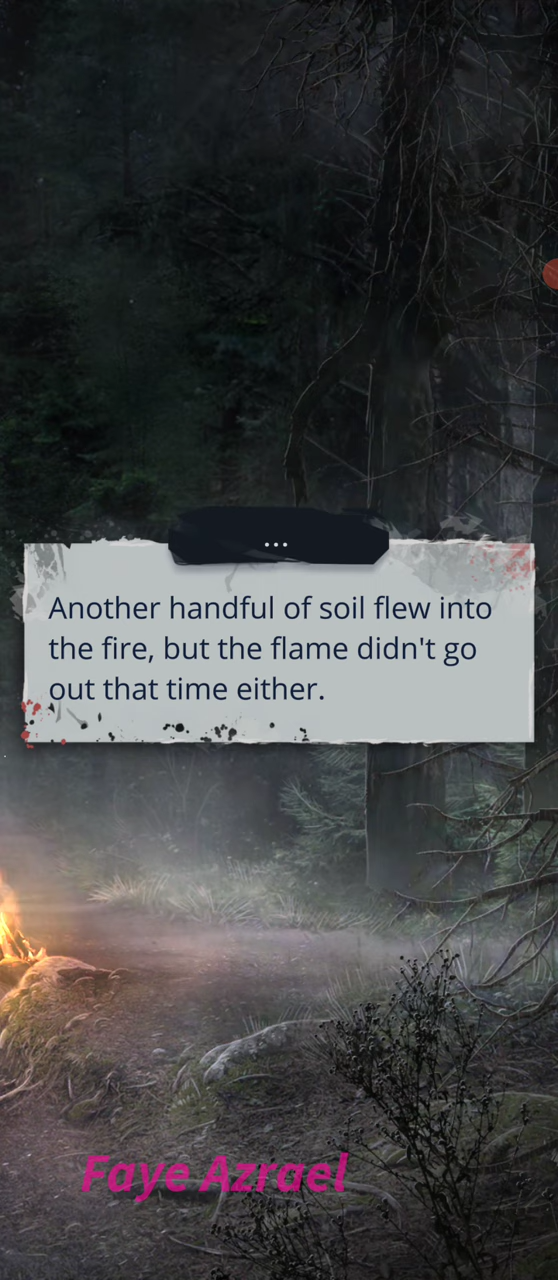 ...
Another handful of soil flew into
the fire, but the flame didn't go
out that time either.
Faye Azrael